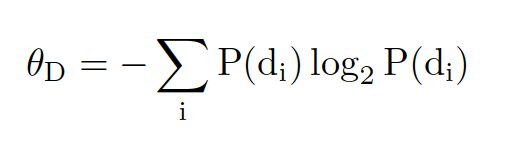 θ_D = − ∑_i P(d_i) log_2 P(d_i)